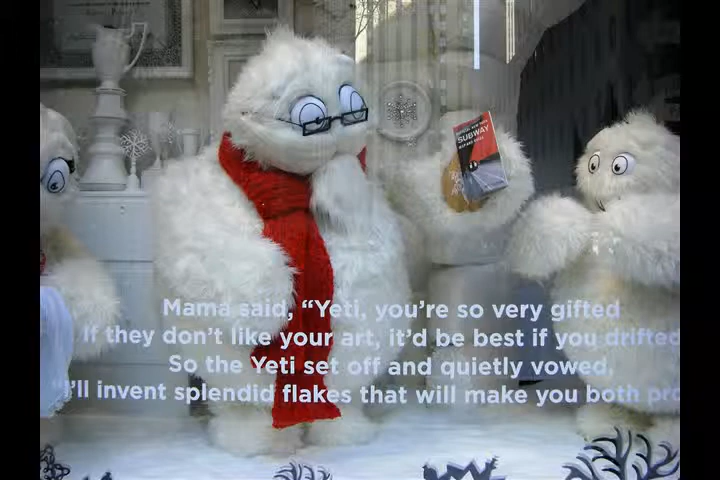 SUBWAY
Mama said, “Yeti, you’re so very gifted
If they don’t like your art, it’d be best if you drifted
So the Yeti set off and quietly vowed,
“I’ll invent splendid flakes that will make you both pro